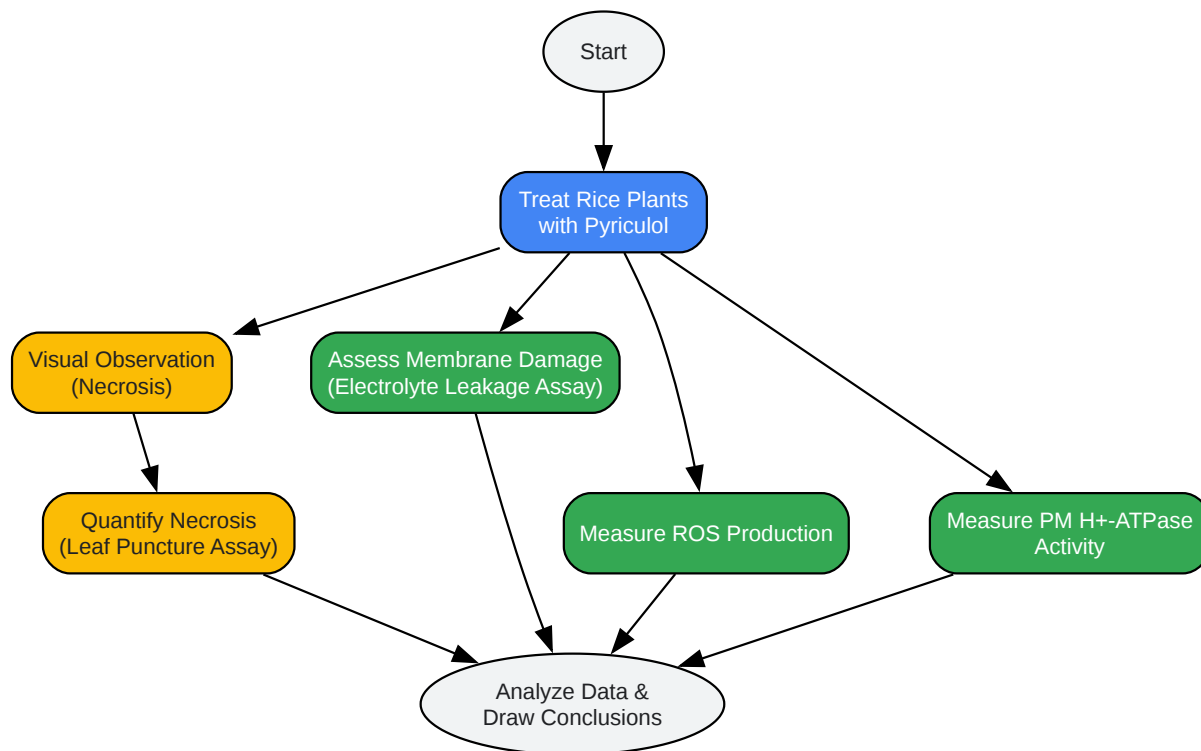 Start
Treat Rice Plants
with Pyriculol
Visual Observation
(Necrosis)
Assess Membrane Damage
(Electrolyte Leakage Assay)
Quantify Necrosis
(Leaf Puncture Assay)
Measure ROS Production
Measure PM H+-ATPase
Activity
Analyze Data &
Draw Conclusions